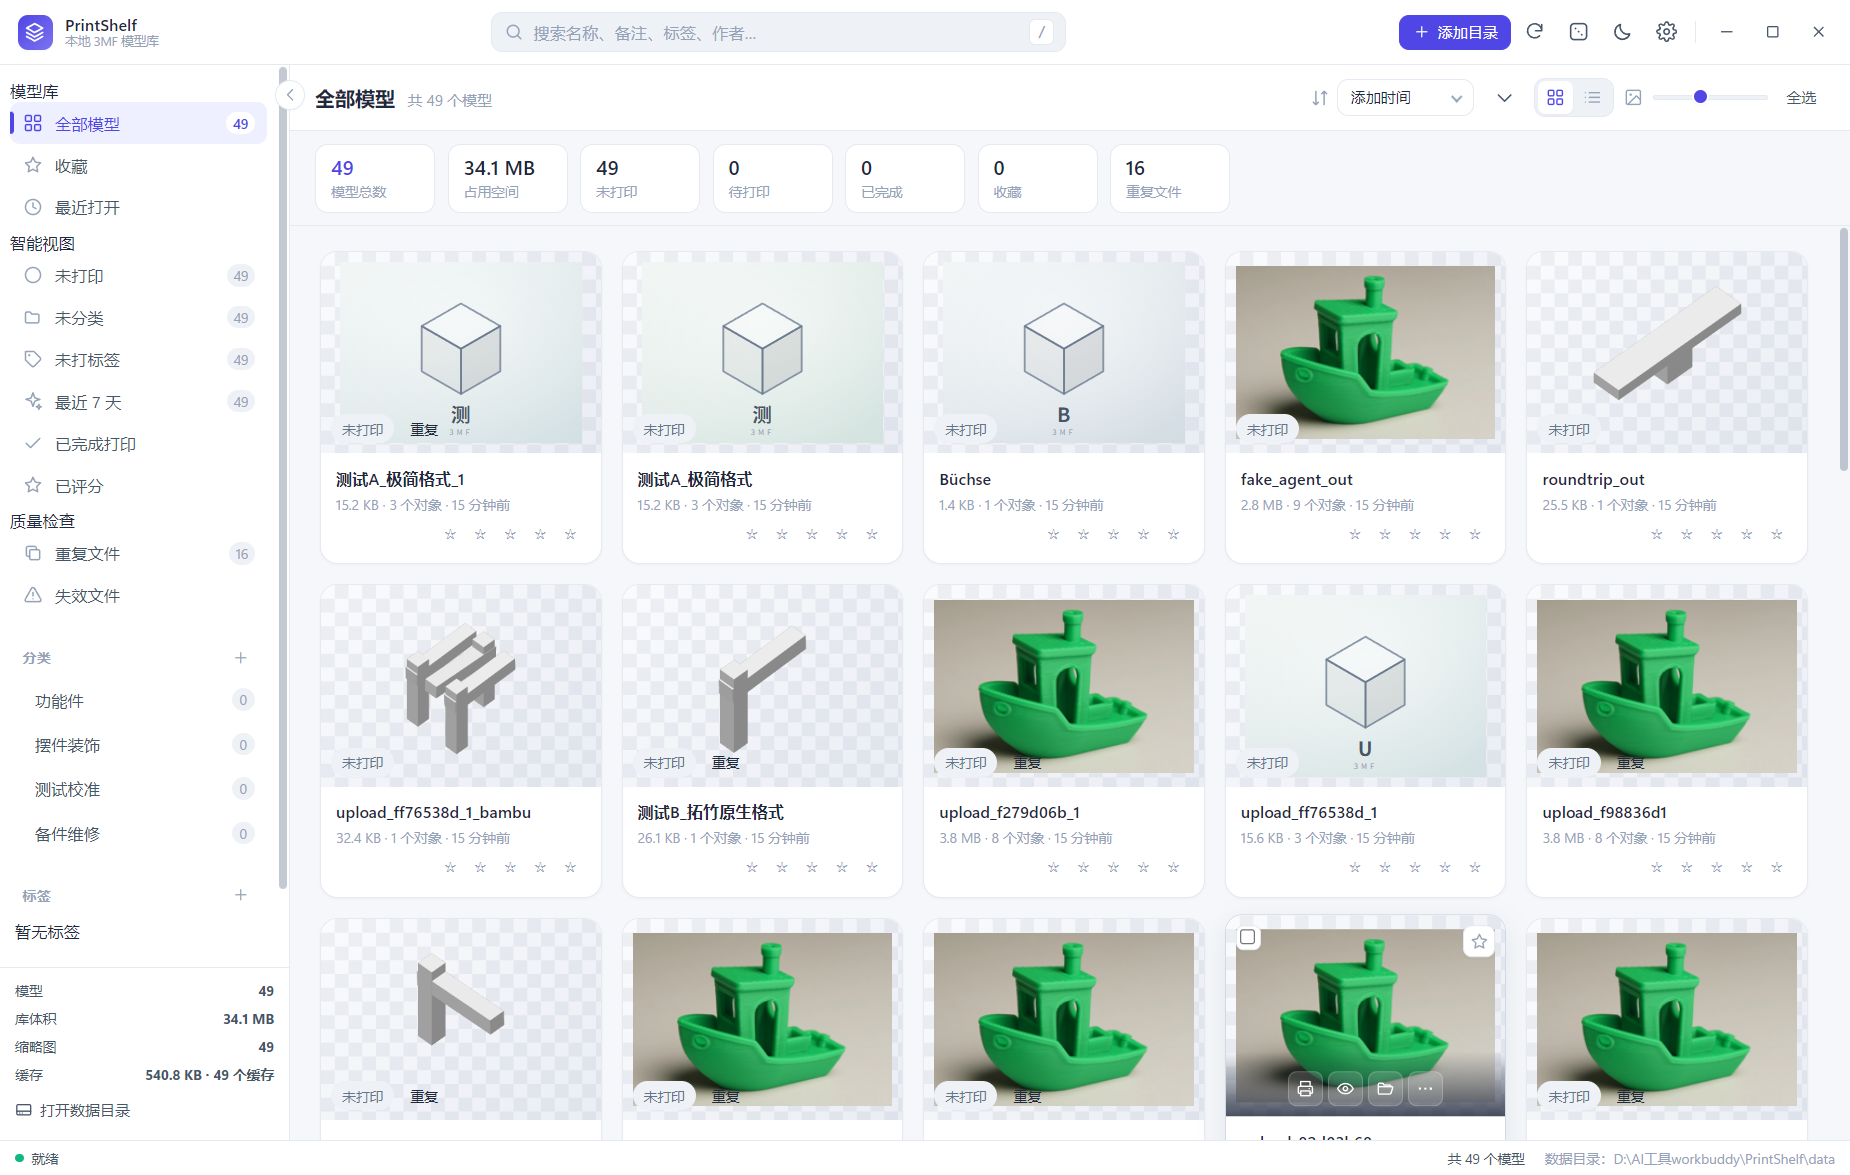 PrintShelf
本地 3MF 模型库
搜索名称、备注、标签、作者...
/
添加目录
模型库
全部模型
49
收藏
最近打开
智能视图
未打印
49
未分类
49
未打标签
49
最近 7 天
49
已完成打印
已评分
质量检查
重复文件
16
失效文件
分类
功能件
0
摆件装饰
0
测试校准
0
备件维修
0
标签
暂无标签
模型
49
库体积
34.1 MB
缩略图
49
缓存
540.8 KB · 49 个缓存
打开数据目录
全部模型
共 49 个模型
添加时间
全选
49
模型总数
34.1 MB
占用空间
49
未打印
0
待打印
0
已完成
0
收藏
16
重复文件
测
3MF
未打印
重复
测试A_极简格式_1
15.2 KB · 3 个对象 · 15 分钟前
测
3MF
未打印
测试A_极简格式
15.2 KB · 3 个对象 · 15 分钟前
B
3MF
未打印
Büchse
1.4 KB · 1 个对象 · 15 分钟前
未打印
fake_agent_out
2.8 MB · 9 个对象 · 15 分钟前
未打印
roundtrip_out
25.5 KB · 1 个对象 · 15 分钟前
未打印
upload_ff76538d_1_bambu
32.4 KB · 1 个对象 · 15 分钟前
未打印
重复
测试B_拓竹原生格式
26.1 KB · 1 个对象 · 15 分钟前
未打印
重复
upload_f279d06b_1
3.8 MB · 8 个对象 · 15 分钟前
U
3MF
未打印
upload_ff76538d_1
15.6 KB · 3 个对象 · 15 分钟前
未打印
重复
upload_f98836d1
3.8 MB · 8 个对象 · 15 分钟前
未打印
重复
未打印
重复
未打印
重复
未打印
重复
就绪
共 49 个模型
数据目录：D:\AI工具workbuddy\PrintShelf\data